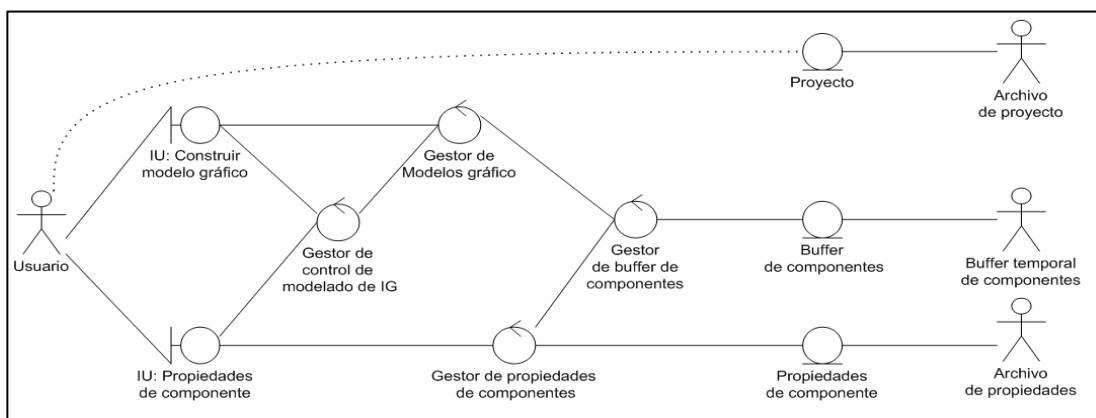 Proyecto
Archivo
de proyecto
IU: Construir
modelo gráfico
Gestor de
Modelos gráfico
Usuario
Gestor de
control de
modelado de IG
Gestor
de buffer de
componentes
Buffer
de componentes
Buffer temporal
de componentes
IU: Propiedades
de componente
Gestor de propiedades
de componentes
Propiedades
de componente
Archivo
de propiedades